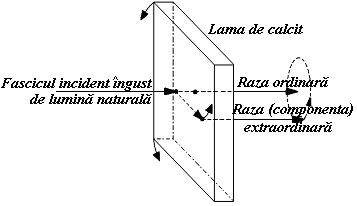 Lama de calcit
Fascicul incident îngust
de lumină naturală
Raza ordinară
Raza (componenta)
extraordinară